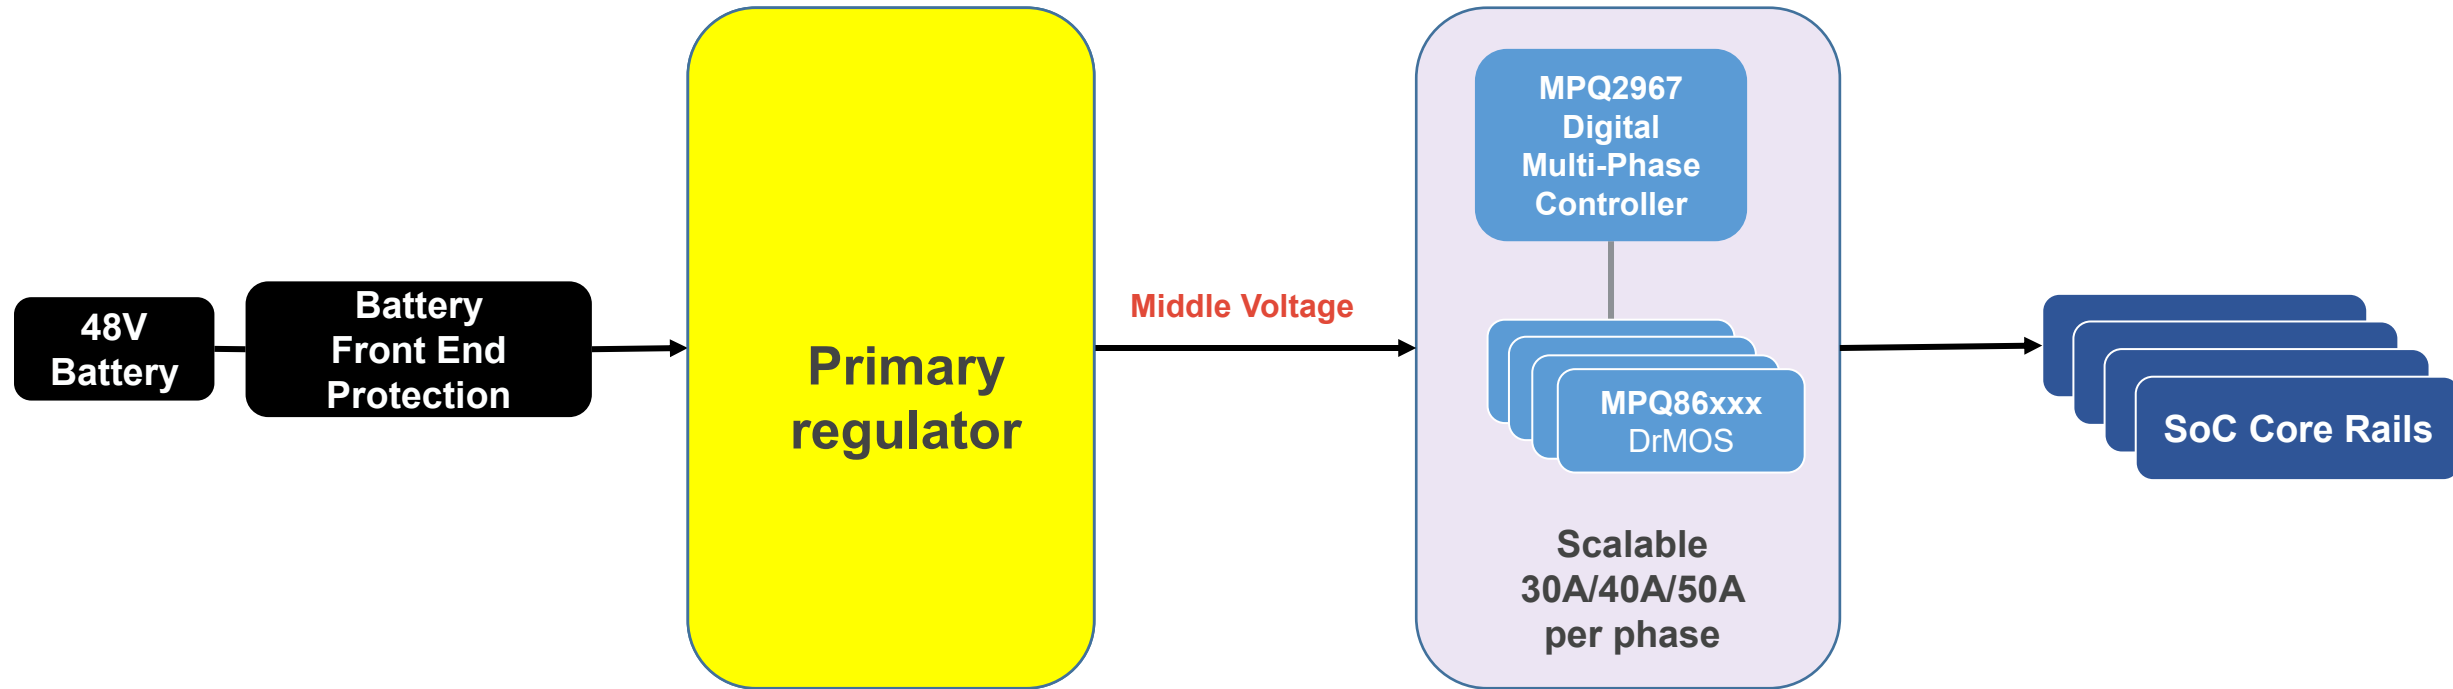 48V
Battery
Battery
Front End
Protection
Primary
regulator
Middle Voltage
MPQ2967
Digital
Multi-Phase
Controller
MPQ86xxx
DrMOS
Scalable
30A/40A/50A
per phase
SoC Core Rails